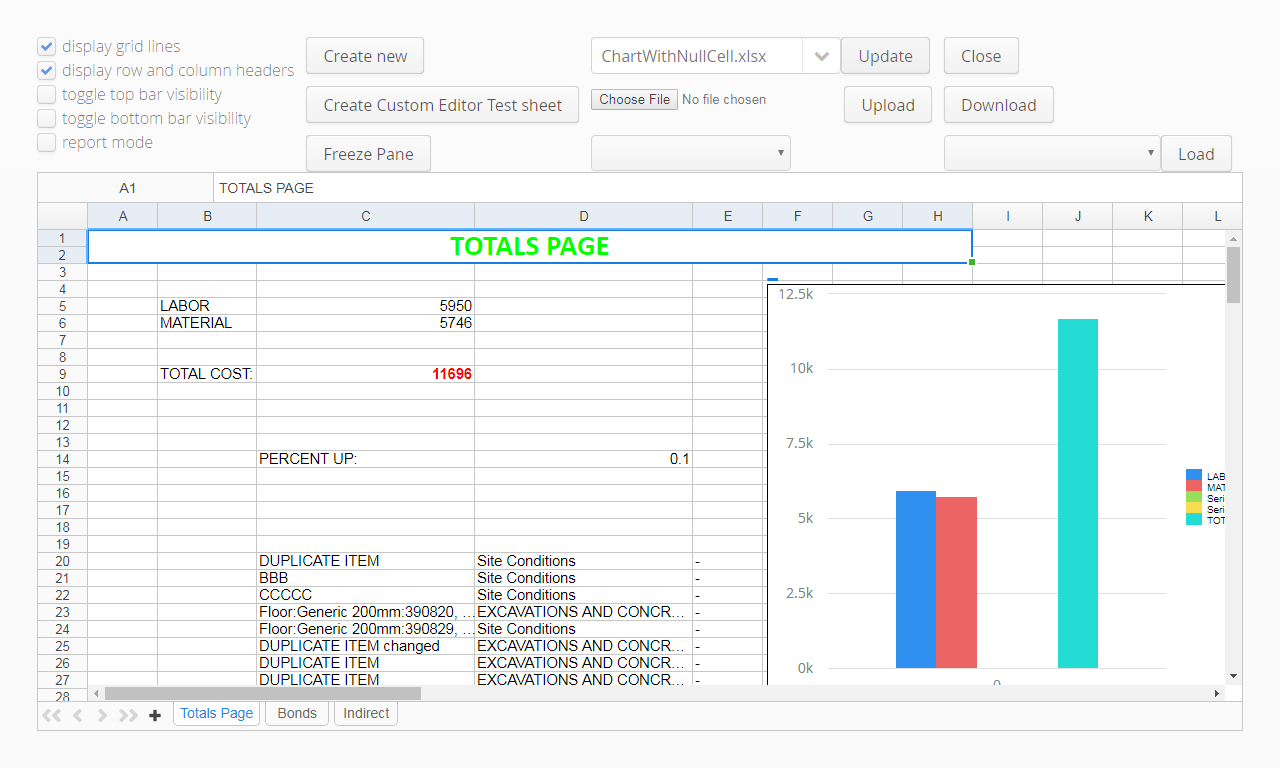 display grid lines
display row and column headers
toggle top bar visibility
toggle bottom bar visibility
report mode
Create new
Create Custom Editor Test sheet
Freeze Pane
ChartWithNullCell.xlsx
Update
Close
Choose File No file chosen
Upload
Download
Load
A1 TOTALS PAGE
A B C D E F G H I J K L
1 TOTALS PAGE
2
3
4
5 LABOR 5950
6 MATERIAL 5746
7
8
9 TOTAL COST: 11696
10
11
12
13
14 PERCENT UP: 0.1
15
16
17
18
19
20 DUPLICATE ITEM Site Conditions -
21 BBB Site Conditions -
22 CCCCC Site Conditions -
23 Floor:Generic 200mm:390820, ... EXCAVATIONS AND CONCR... -
24 Floor:Generic 200mm:390829, ... Site Conditions -
25 DUPLICATE ITEM changed EXCAVATIONS AND CONCR... -
26 DUPLICATE ITEM EXCAVATIONS AND CONCR... -
27 DUPLICATE ITEM EXCAVATIONS AND CONCR... -
28
12.5k
10k
7.5k
5k
2.5k
0k
0
LAB
MAT
Seri
Seri
TOT
Totals Page Bonds Indirect